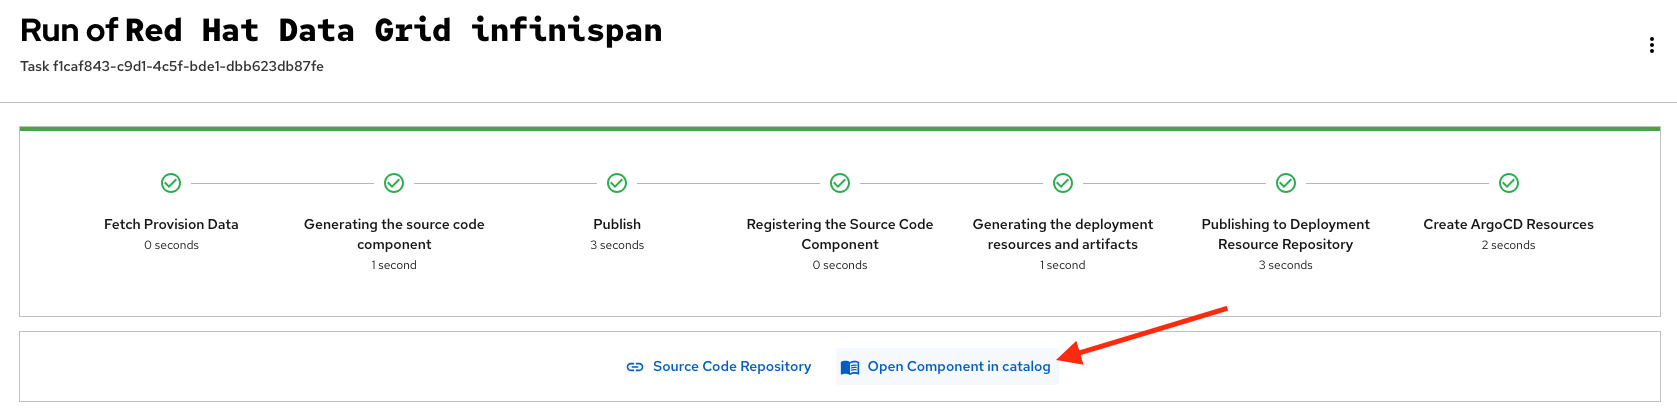 Run of Red Hat Data Grid infinispan
Task f1caf843-c9d1-4c5f-bde1-dbb623db87fe
Fetch Provision Data
0 seconds
Generating the source code
component
1 second
Publish
3 seconds
Registering the Source Code
Component
0 seconds
Generating the deployment
resources and artifacts
1 second
Publishing to Deployment
Resource Repository
3 seconds
Create ArgoCD Resources
2 seconds
Source Code Repository
Open Component in catalog